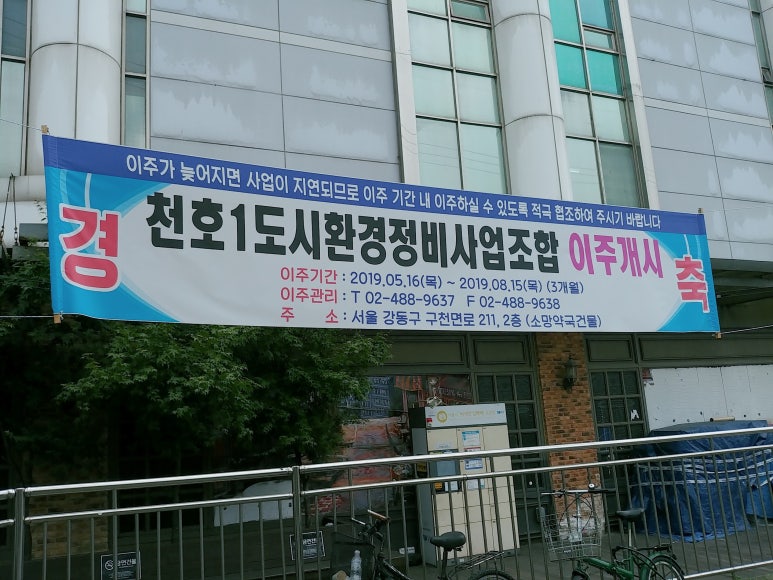 이주가 늦어지면 사업이 지연되므로 이주 기간 내 이주하실 수 있도록 적극 협조하여 주시기 바랍니다
경 천호1도시환경정비사업조합 이주개시 축
이주기간 : 2019.05.16(목) ~ 2019.08.15(목) (3개월)
이주관리 : T 02-488-9637 F 02-488-9638
주 소 : 서울 강동구 구천면로 211, 2층 (소망약국건물)